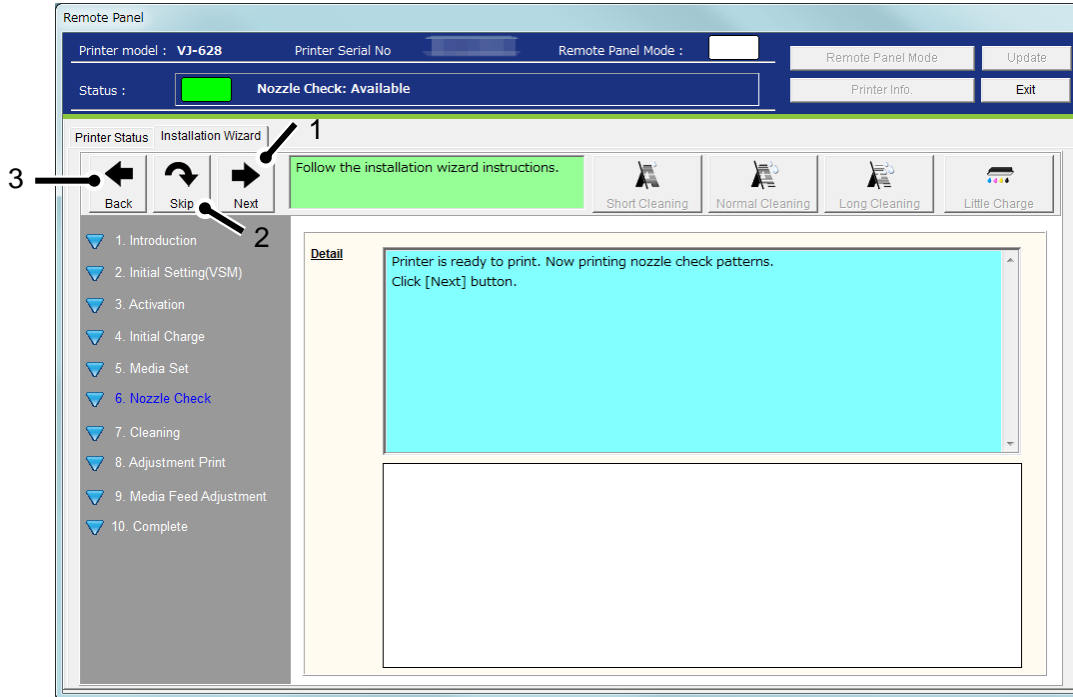 Remote Panel
Printer model : VJ-628 Printer Serial No Remote Panel Mode :
Remote Panel Mode Update
Status : Nozzle Check: Available
Printer Info. Exit
Printer Status Installation Wizard 1
3 Back Skip Next
Follow the installation wizard instructions.
Short Cleaning Normal Cleaning Long Cleaning Little Charge
2
1. Introduction
2. Initial Setting(VSM)
3. Activation
4. Initial Charge
5. Media Set
6. Nozzle Check
7. Cleaning
8. Adjustment Print
9. Media Feed Adjustment
10. Complete
Detail
Printer is ready to print. Now printing nozzle check patterns.
Click [Next] button.